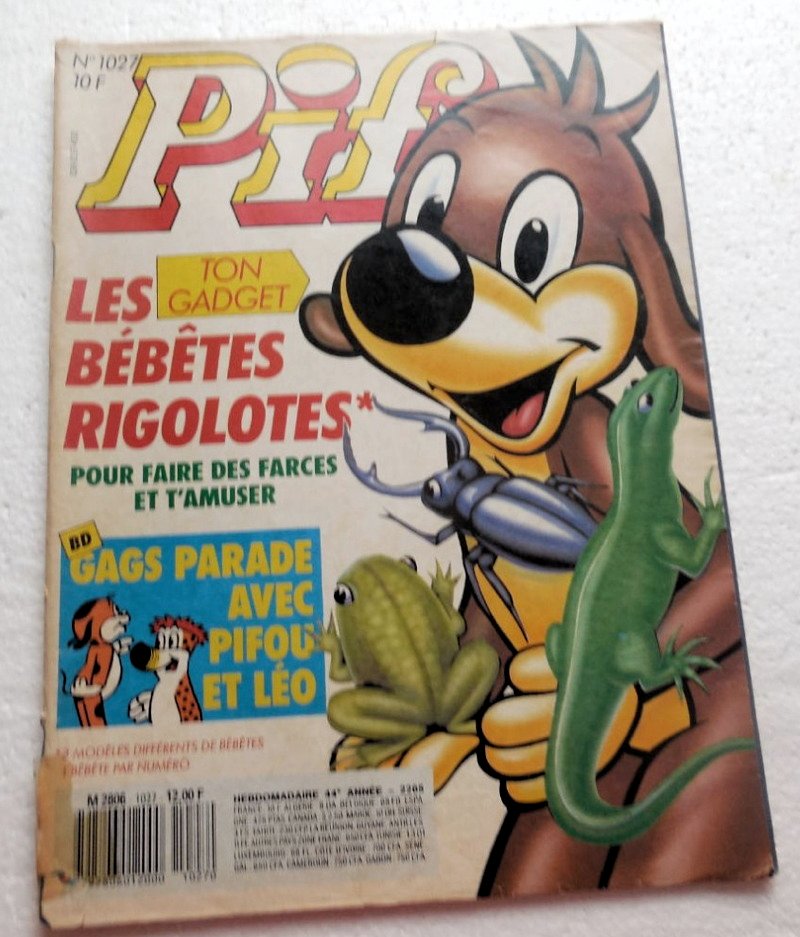 N° 1027
10 F
Pif
TON
GADGET
LES
BÉBÊTES
RIGOLOTES*
POUR FAIRE DES FARCES
ET T'AMUSER
BD
GAGS PARADE
AVEC
PIFOU
ET LÉO
MODÈLES DIFFÉRENTS DE BÉBÊTES
BÉBÊTE PAR NUMÉRO
M 2606 1027 12,00 F
HEBDOMADAIRE 44e ANNÉE